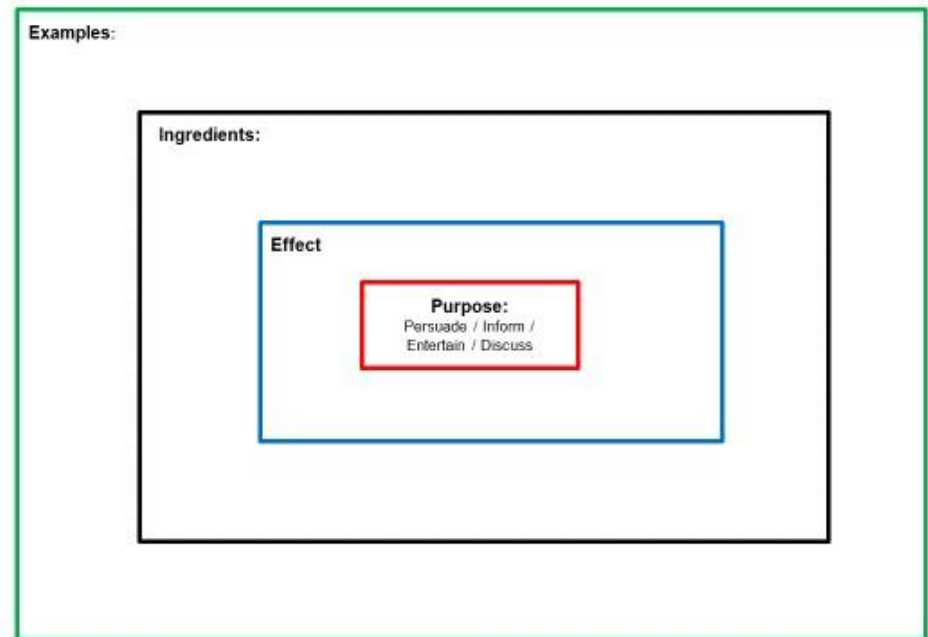 Examples:
Ingredients:
Effect
Purpose:
Persuade / Inform /
Entertain / Discuss